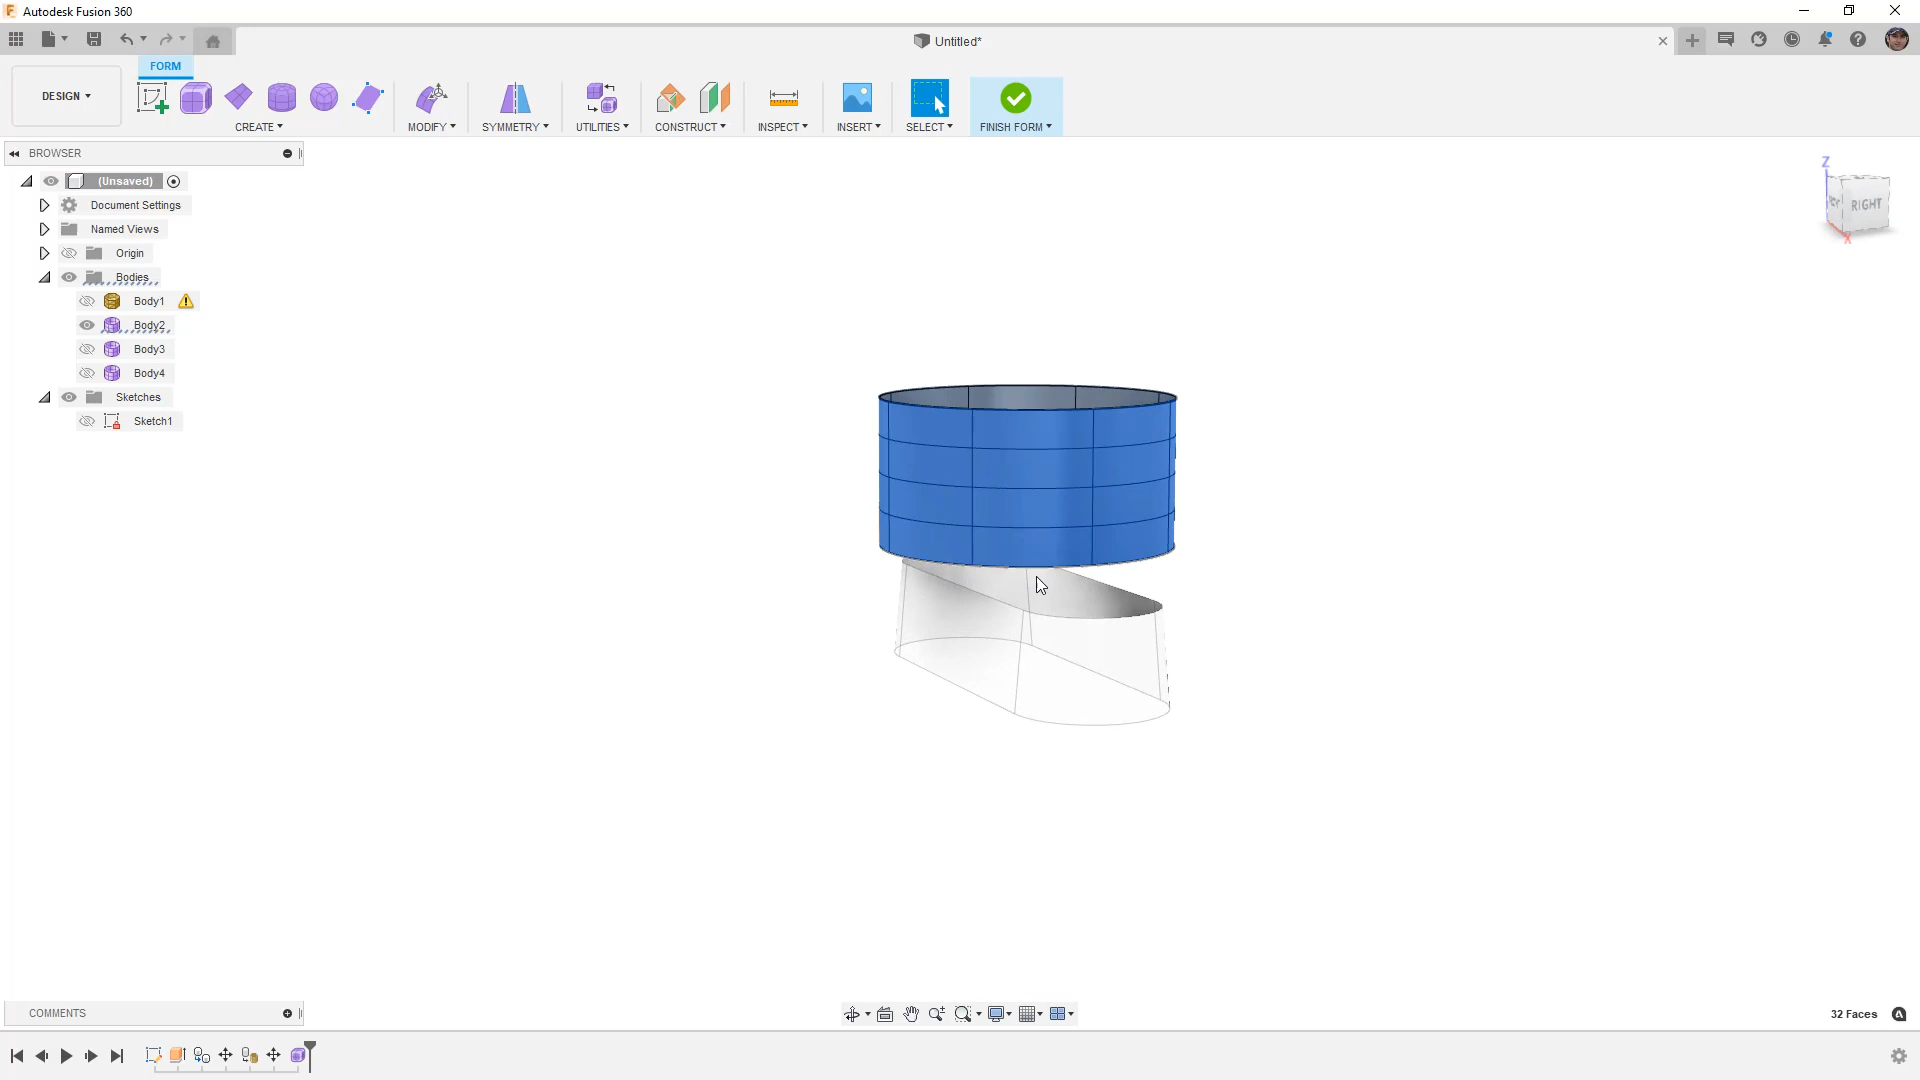 Autodesk Fusion 360
Untitled*
FORM
DESIGN
CREATE
MODIFY
SYMMETRY
UTILITIES
CONSTRUCT
INSPECT
INSERT
SELECT
FINISH FORM
BROWSER
(Unsaved)
Document Settings
Named Views
Origin
Bodies
Body1
Body2
Body3
Body4
Sketches
Sketch1
Z
RIGHT
X
COMMENTS
32 Faces